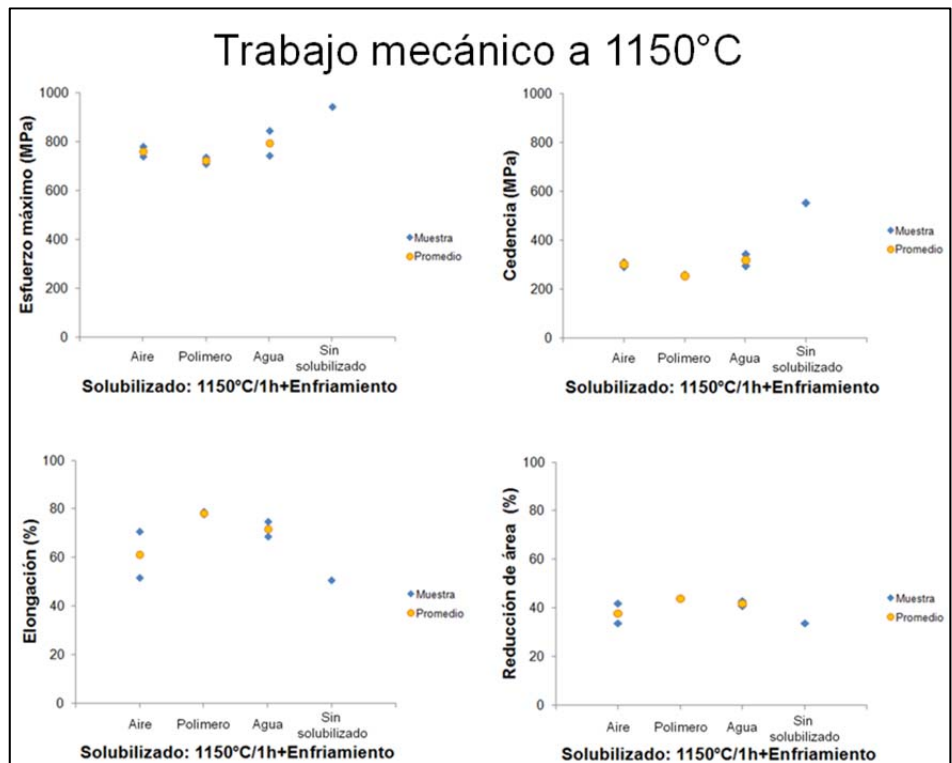 Trabajo mecánico a 1150°C
Esfuerzo máximo (MPa)
1000
800
600
400
200
0
Aire
Polimero
Agua
Sin
solubilizado
Solubilizado: 1150°C/1h+Enfriamiento
Muestra
Promedio
Cedencia (MPa)
1000
800
600
400
200
0
Aire
Polimero
Agua
Sin
solubilizado
Solubilizado: 1150°C/1h+Enfriamiento
Muestra
Promedio
Elongación (%)
100
80
60
40
20
0
Aire
Polimero
Agua
Sin
solubilizado
Solubilizado: 1150°C/1h+Enfriamiento
Muestra
Promedio
Reducción de área (%)
100
80
60
40
20
0
Aire
Polimero
Agua
Sin
solubilizado
Solubilizado: 1150°C/1h+Enfriamiento
Muestra
Promedio